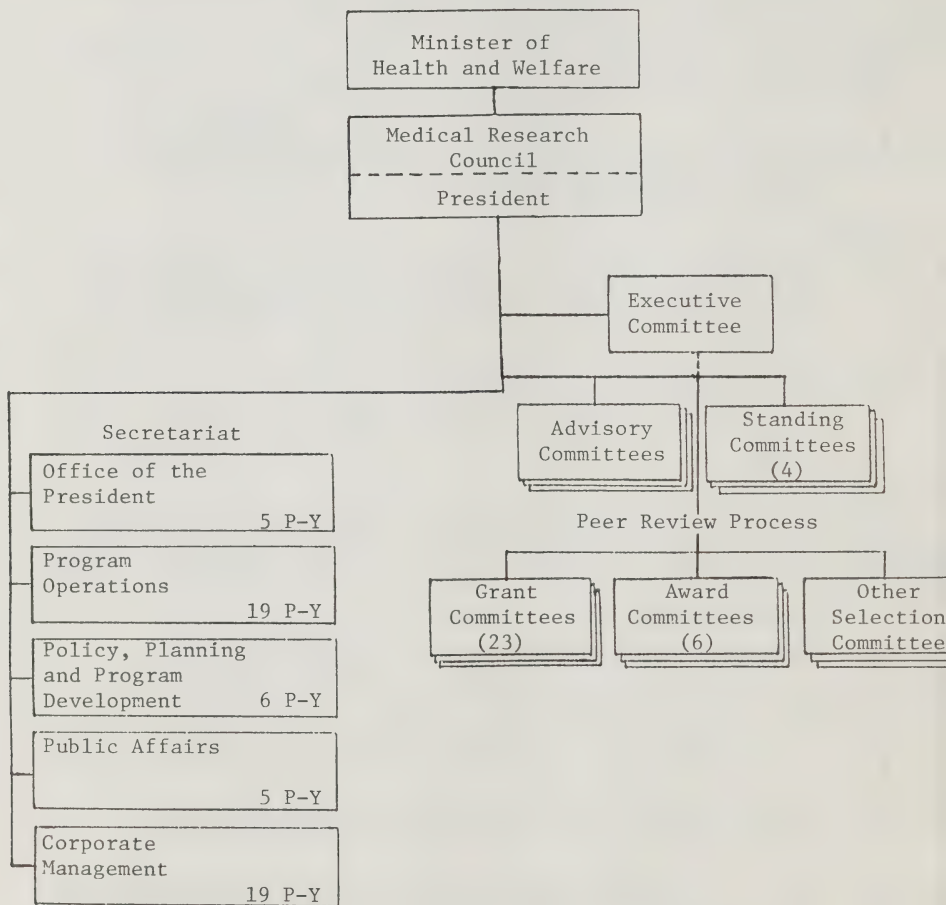 Minister of
Health and Welfare
Medical Research
Council
President
Executive
Committee
Advisory
Committees
Standing
Committees
(4)
Secretariat
Office of the
President
5 P-Y
Program
Operations
19 P-Y
Policy, Planning
and Program
Development 6 P-Y
Public Affairs
5 P-Y
Corporate
Management
19 P-Y
Peer Review Process
Grant
Committees
(23)
Award
Committees
(6)
Other
Selection
Committee